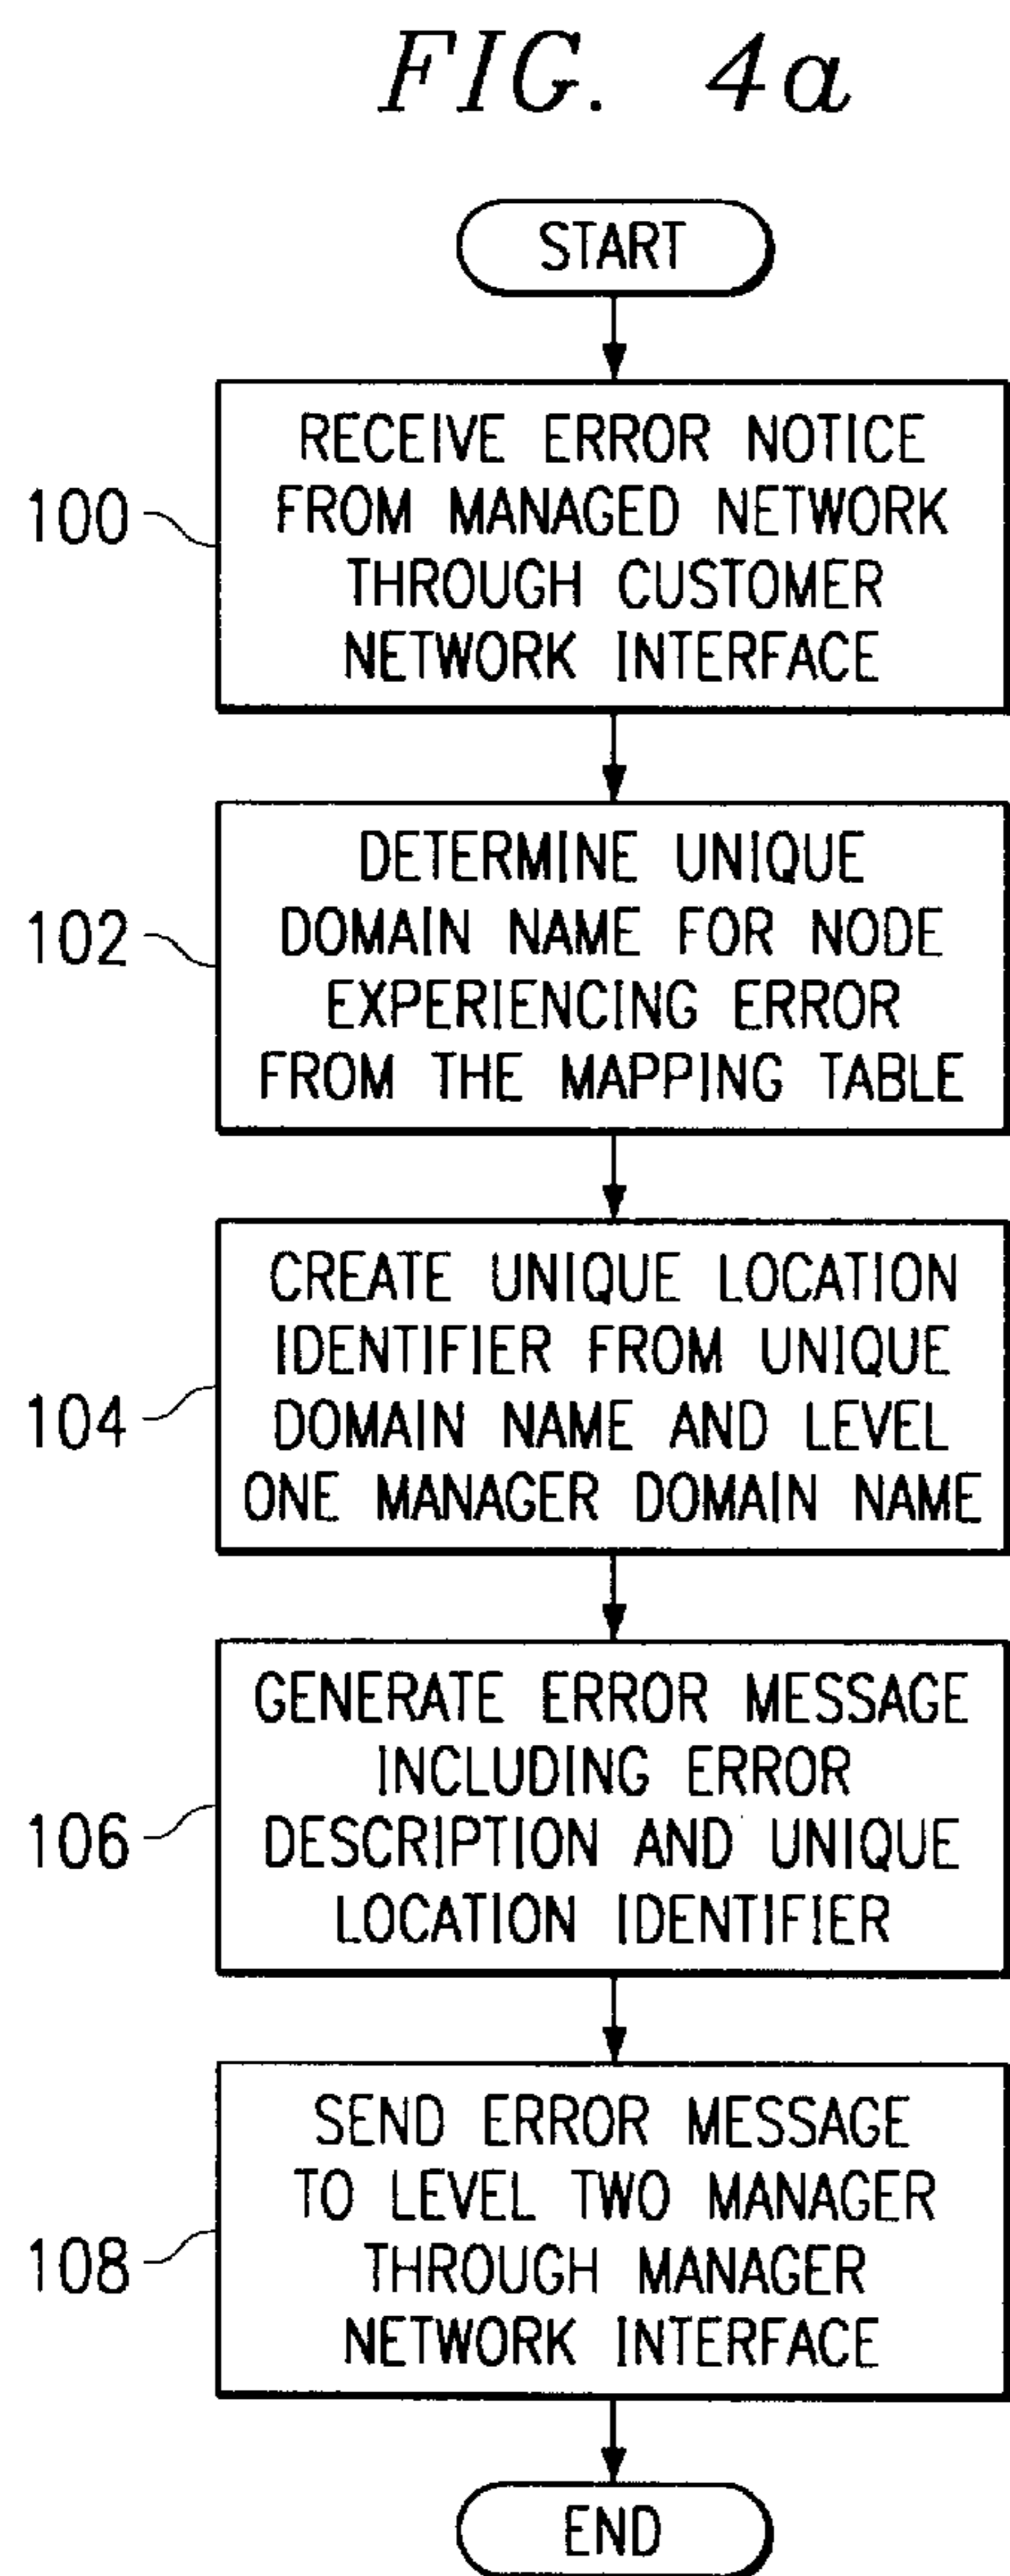 FIG. 4a
START
100
RECEIVE ERROR NOTICE
FROM MANAGED NETWORK
THROUGH CUSTOMER
NETWORK INTERFACE
102
DETERMINE UNIQUE
DOMAIN NAME FOR NODE
EXPERIENCING ERROR
FROM THE MAPPING TABLE
104
CREATE UNIQUE LOCATION
IDENTIFIER FROM UNIQUE
DOMAIN NAME AND LEVEL
ONE MANAGER DOMAIN NAME
106
GENERATE ERROR MESSAGE
INCLUDING ERROR
DESCRIPTION AND UNIQUE
LOCATION IDENTIFIER
108
SEND ERROR MESSAGE
TO LEVEL TWO MANAGER
THROUGH MANAGER
NETWORK INTERFACE
END